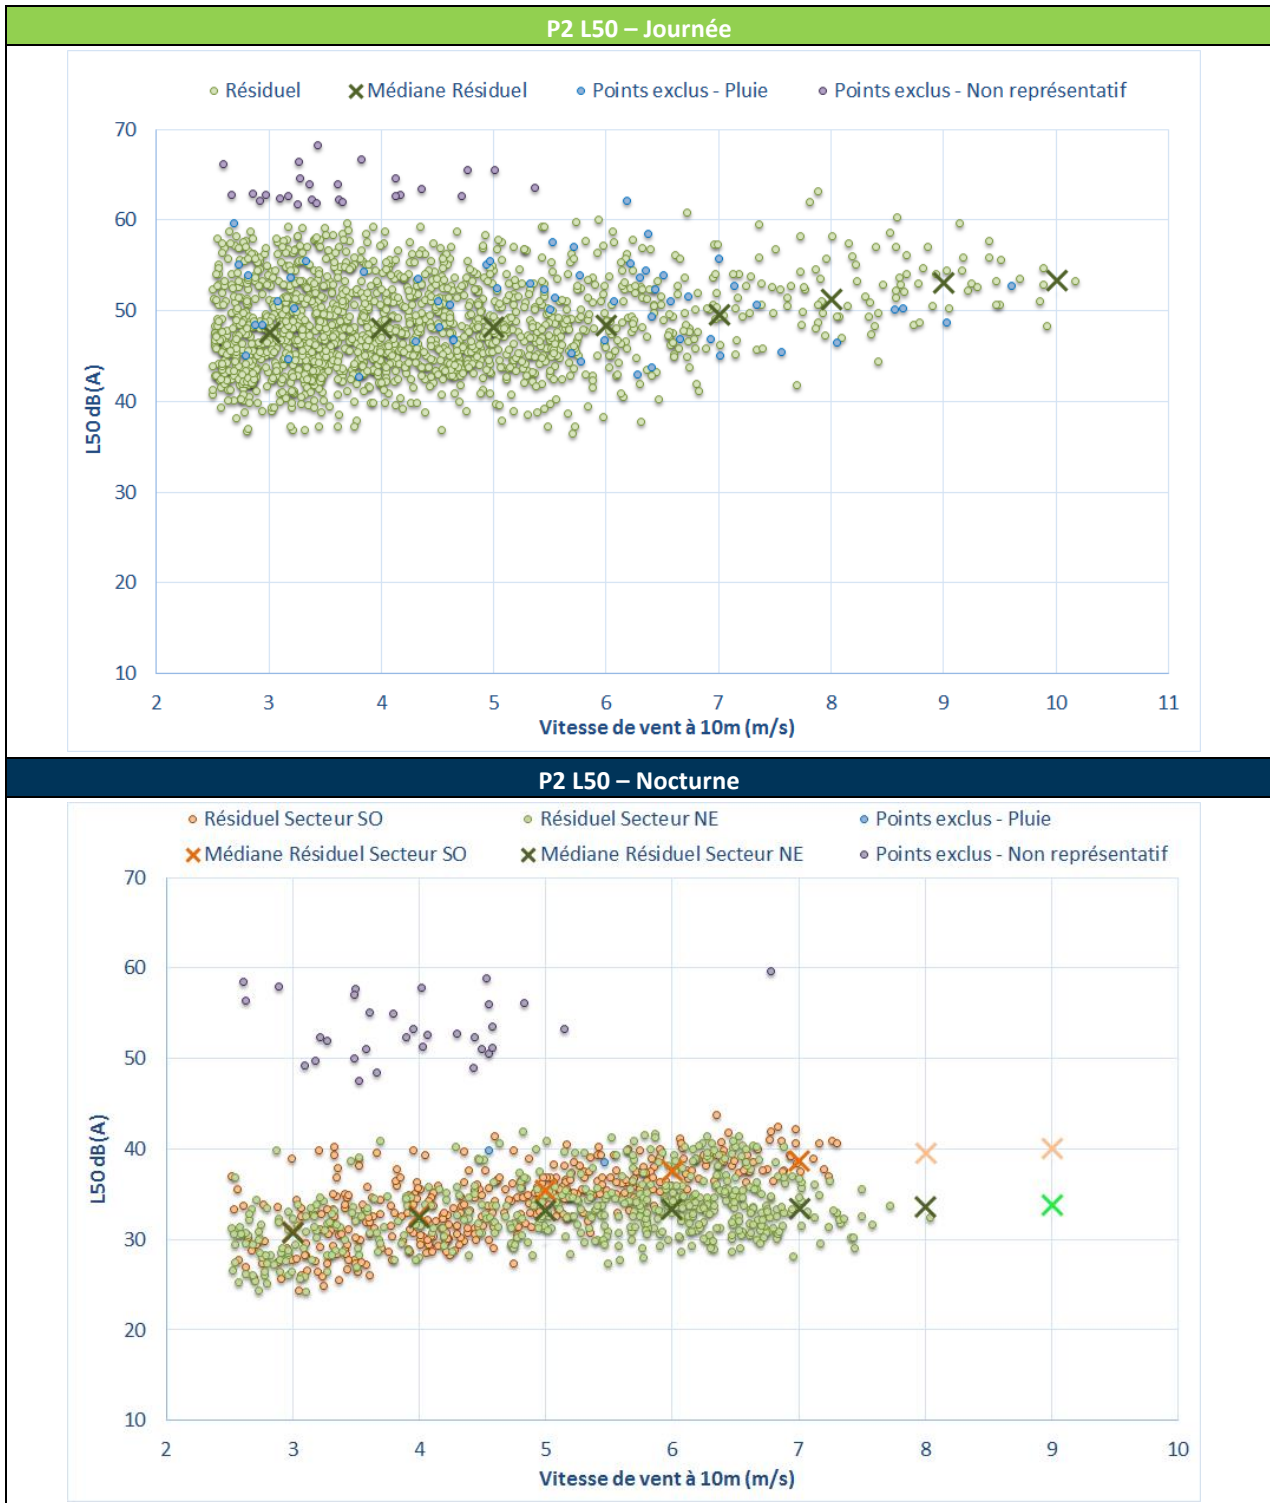 P2 L50 – Journée
Résiduel Médiane Résiduel Points exclus - Pluie Points exclus - Non représentatif
70
60
50
40
30
20
10
L50 dB(A)
2 3 4 5 6 7 8 9 10 11
Vitesse de vent à 10m (m/s)
P2 L50 – Nocturne
Résiduel Secteur SO Résiduel Secteur NE Points exclus - Pluie
Médiane Résiduel Secteur SO Médiane Résiduel Secteur NE Points exclus - Non représentatif
70
60
50
40
30
20
10
L50 dB(A)
2 3 4 5 6 7 8 9 10
Vitesse de vent à 10m (m/s)